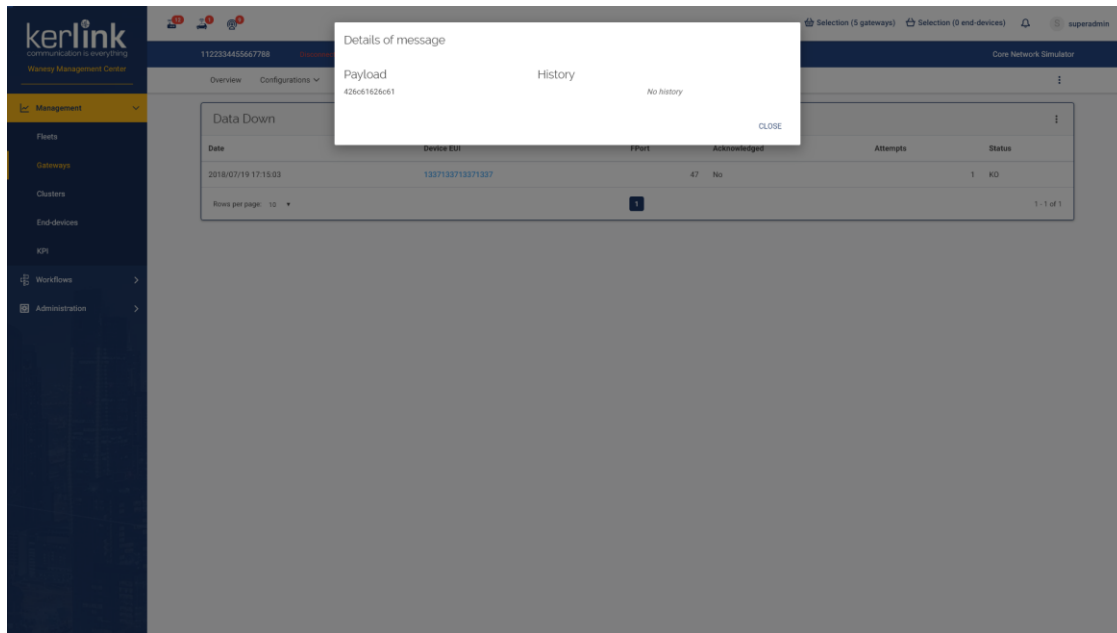 kerlink
communication is everything
Wanesy Management Center
Management
Fleets
Gateways
Clusters
End-devices
KPI
Workflows
Administration
Selection (5 gateways)
Selection (0 end-devices)
S superadmin
1122334455667788
Core Network Simulator
Overview Configurations
Details of message
Payload History
426c61626c61 No history
CLOSE
Data Down
Date Device EUI FPort Acknowledged Attempts Status
2018/07/19 17:15:03 1337133713371337 47 No 1 KO
Rows per page: 10 1 1 - 1 of 1